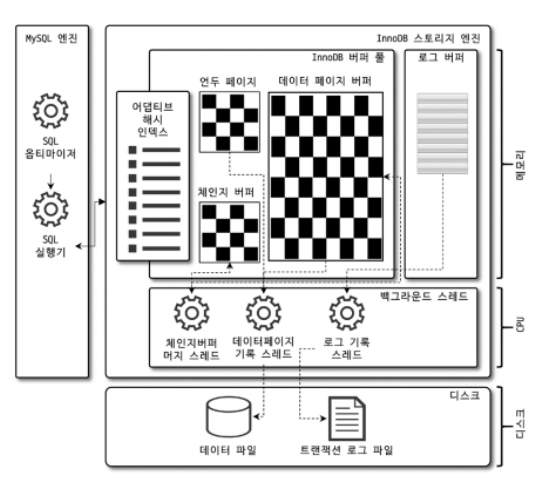 MySQL 엔진
InnoDB 스토리지 엔진
InnoDB 버퍼 풀
로그 버퍼
언두 페이지
데이터 페이지 버퍼
어댑티브
해시
인덱스
SQL
옵티마이저
체인지 버퍼
SQL
실행기
메모리
백그라운드 스레드
체인지버퍼
머지 스레드
데이터페이지
기록 스레드
로그 기록
스레드
CPU
디스크
데이터 파일
트랜잭션 로그 파일
디스크